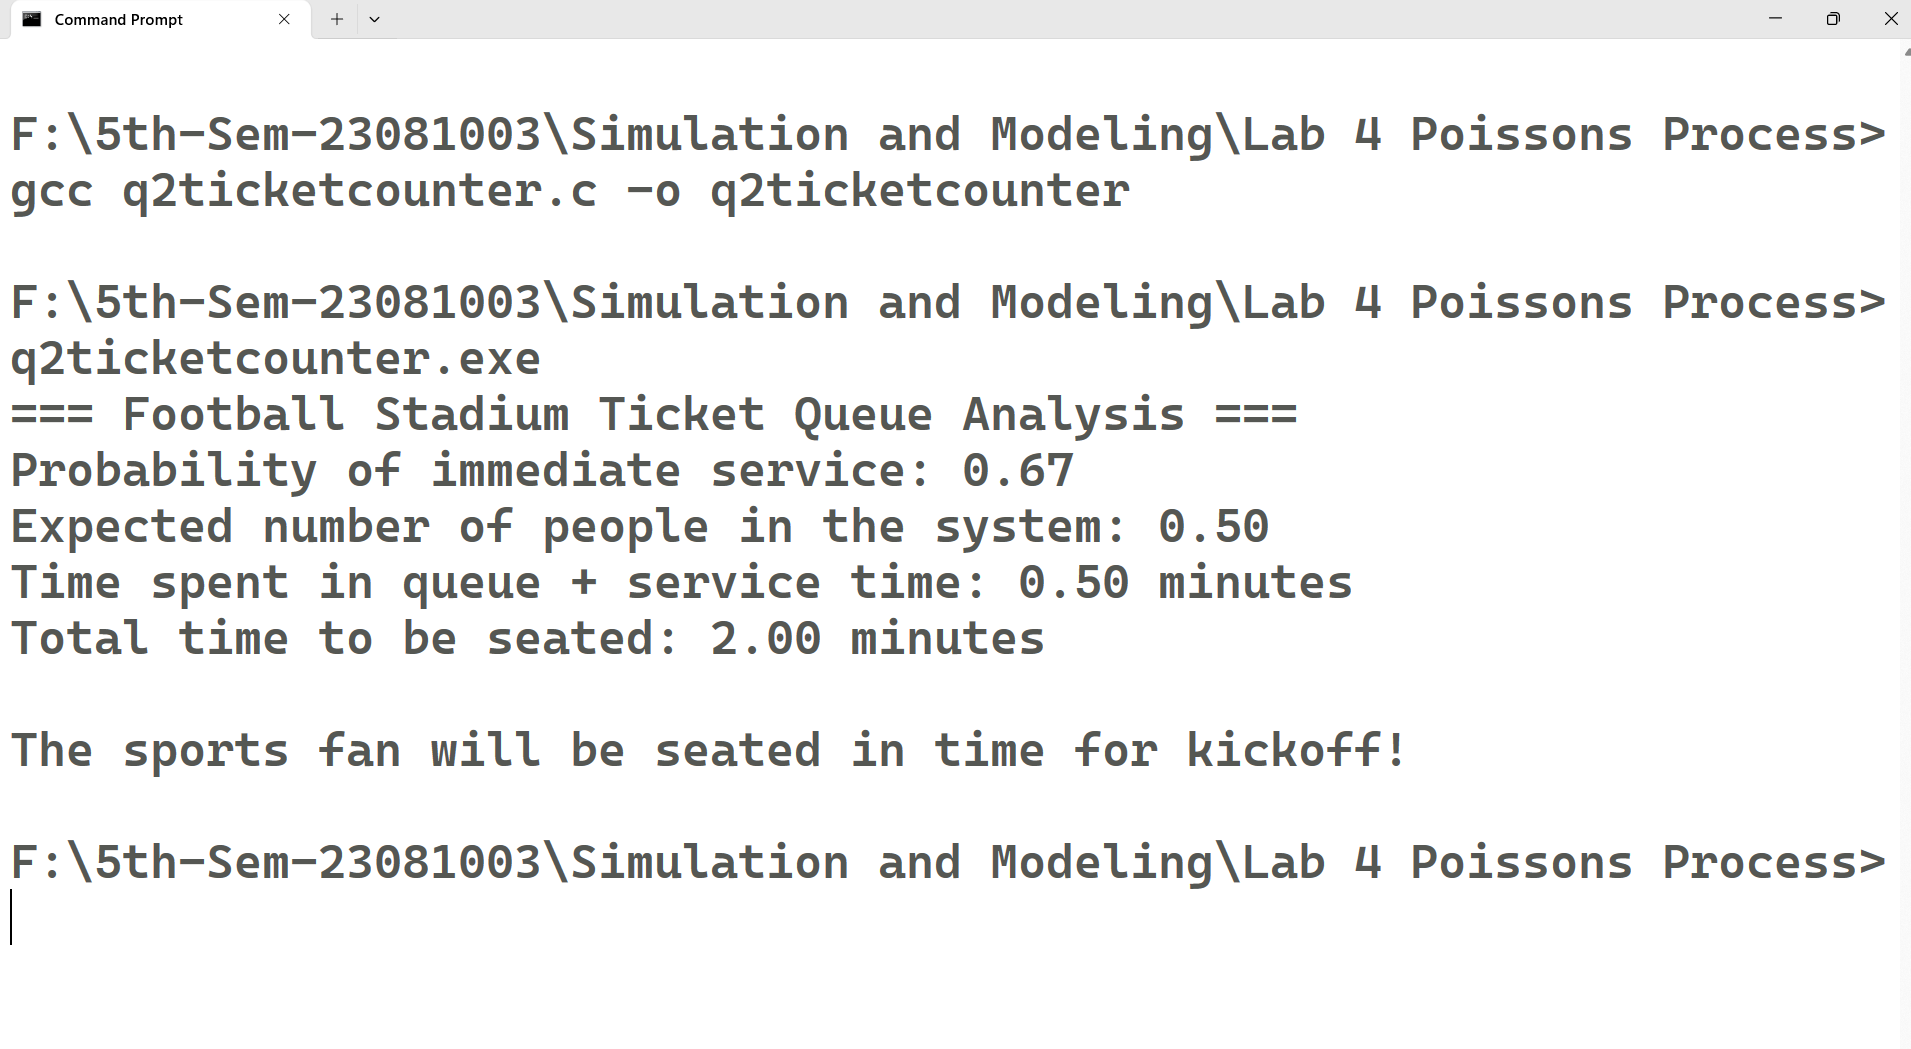 Command Prompt
F:\5th-Sem-23081003\Simulation and Modeling\Lab 4 Poissons Process>
gcc q2ticketcounter.c -o q2ticketcounter
F:\5th-Sem-23081003\Simulation and Modeling\Lab 4 Poissons Process>
q2ticketcounter.exe
=== Football Stadium Ticket Queue Analysis ===
Probability of immediate service: 0.67
Expected number of people in the system: 0.50
Time spent in queue + service time: 0.50 minutes
Total time to be seated: 2.00 minutes
The sports fan will be seated in time for kickoff!
F:\5th-Sem-23081003\Simulation and Modeling\Lab 4 Poissons Process>